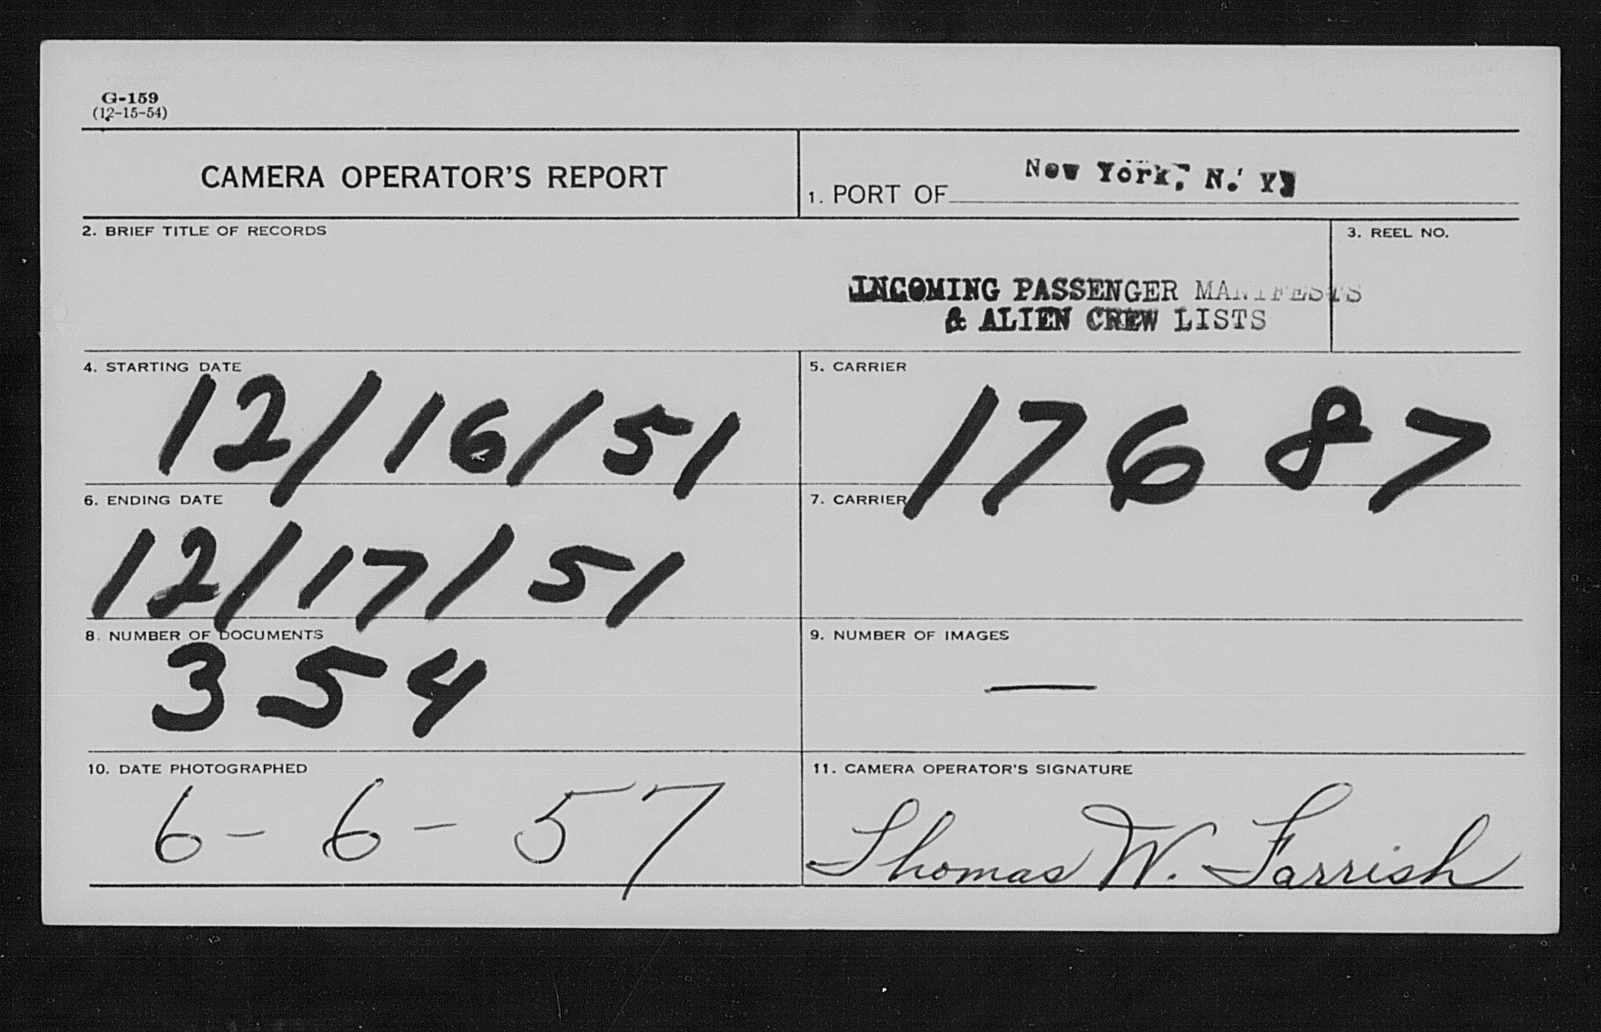 G-159
(12-15-54)
CAMERA OPERATOR'S REPORT
1. PORT OF New York, N. Y.
2. BRIEF TITLE OF RECORDS
3. REEL NO.
INCOMING PASSENGER MANIFESTS
& ALIEN CREW LISTS
4. STARTING DATE
12/16/51
5. CARRIER
17687
6. ENDING DATE
12/17/51
7. CARRIER
8. NUMBER OF DOCUMENTS
354
9. NUMBER OF IMAGES
—
10. DATE PHOTOGRAPHED
6-6-57
11. CAMERA OPERATOR'S SIGNATURE
Thomas W. Farrish